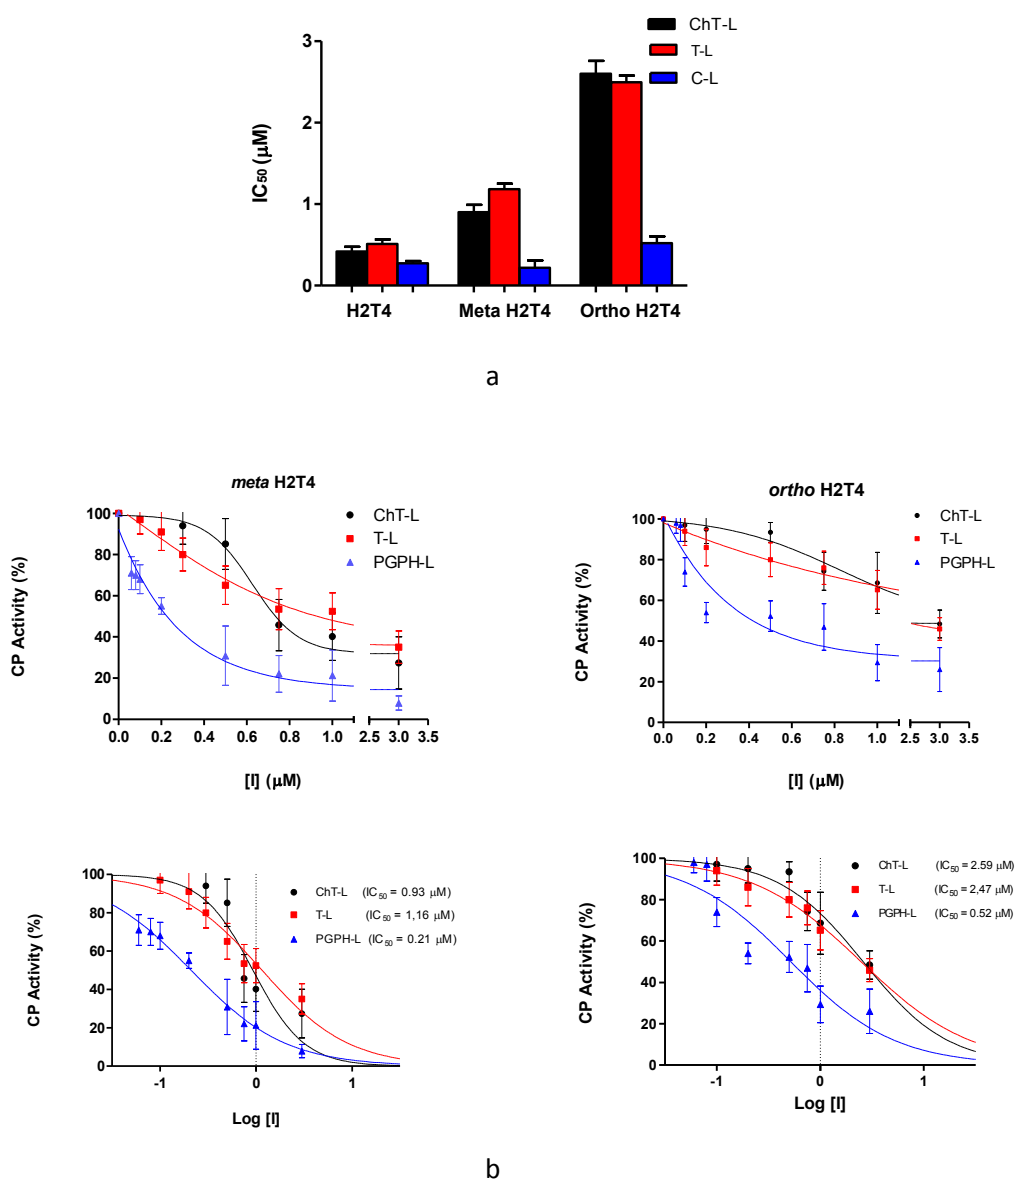 ChT-L
T-L
C-L
IC50 (μM)
3
2
1
0
H2T4 Meta H2T4 Ortho H2T4
a
meta H2T4
CP Activity (%)
100
80
60
40
20
0
ChT-L
T-L
PGPH-L
0.0 0.2 0.4 0.6 0.8 1.0 2.5 3.0 3.5
[I] (μM)
ortho H2T4
CP Activity (%)
100
80
60
40
20
0
ChT-L
T-L
PGPH-L
0.0 0.2 0.4 0.6 0.8 1.0 2.5 3.0 3.5
[I] (μM)
CP Activity (%)
100
80
60
40
20
0
ChT-L (IC50 = 0.93 μM)
T-L (IC50 = 1,16 μM)
PGPH-L (IC50 = 0.21 μM)
-1 0 1
Log [I]
CP Activity (%)
100
80
60
40
20
0
ChT-L (IC50 = 2.59 μM)
T-L (IC50 = 2,47 μM)
PGPH-L (IC50 = 0.52 μM)
-1 0 1
Log [I]
b